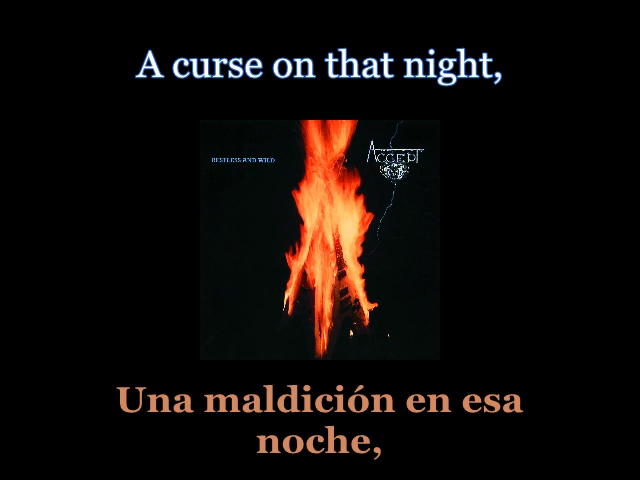 A curse on that night,
RESTLESS AND WILD
ACCEPT
Una maldición en esa
noche,